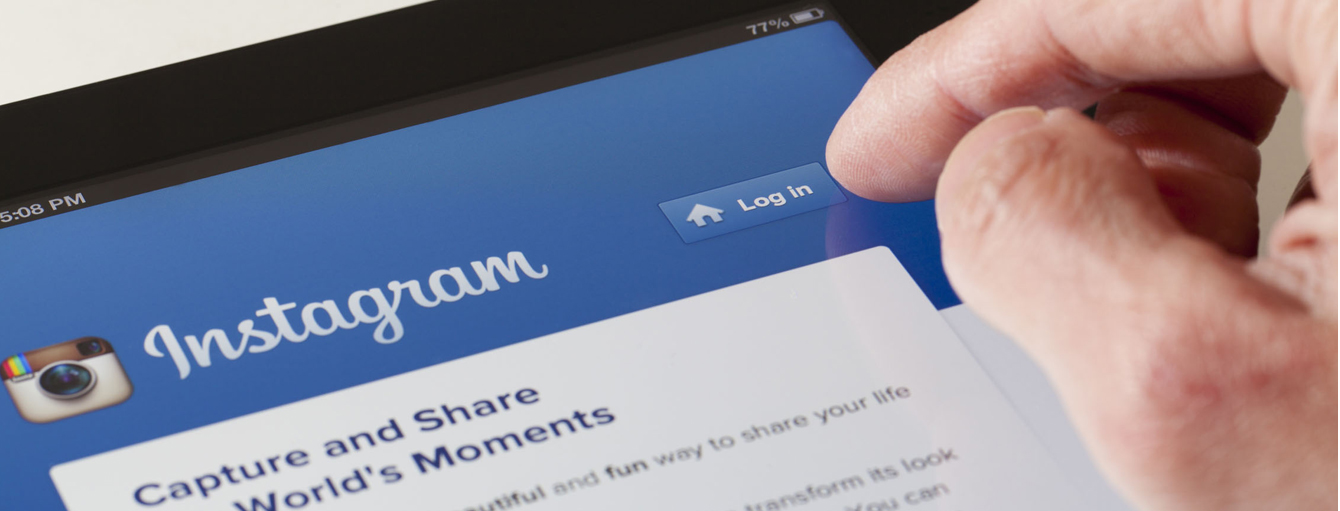 5:08 PM
77%
Log in
Instagram
Capture and Share
World's Moments
and fun way to share your life
transform its look
You can